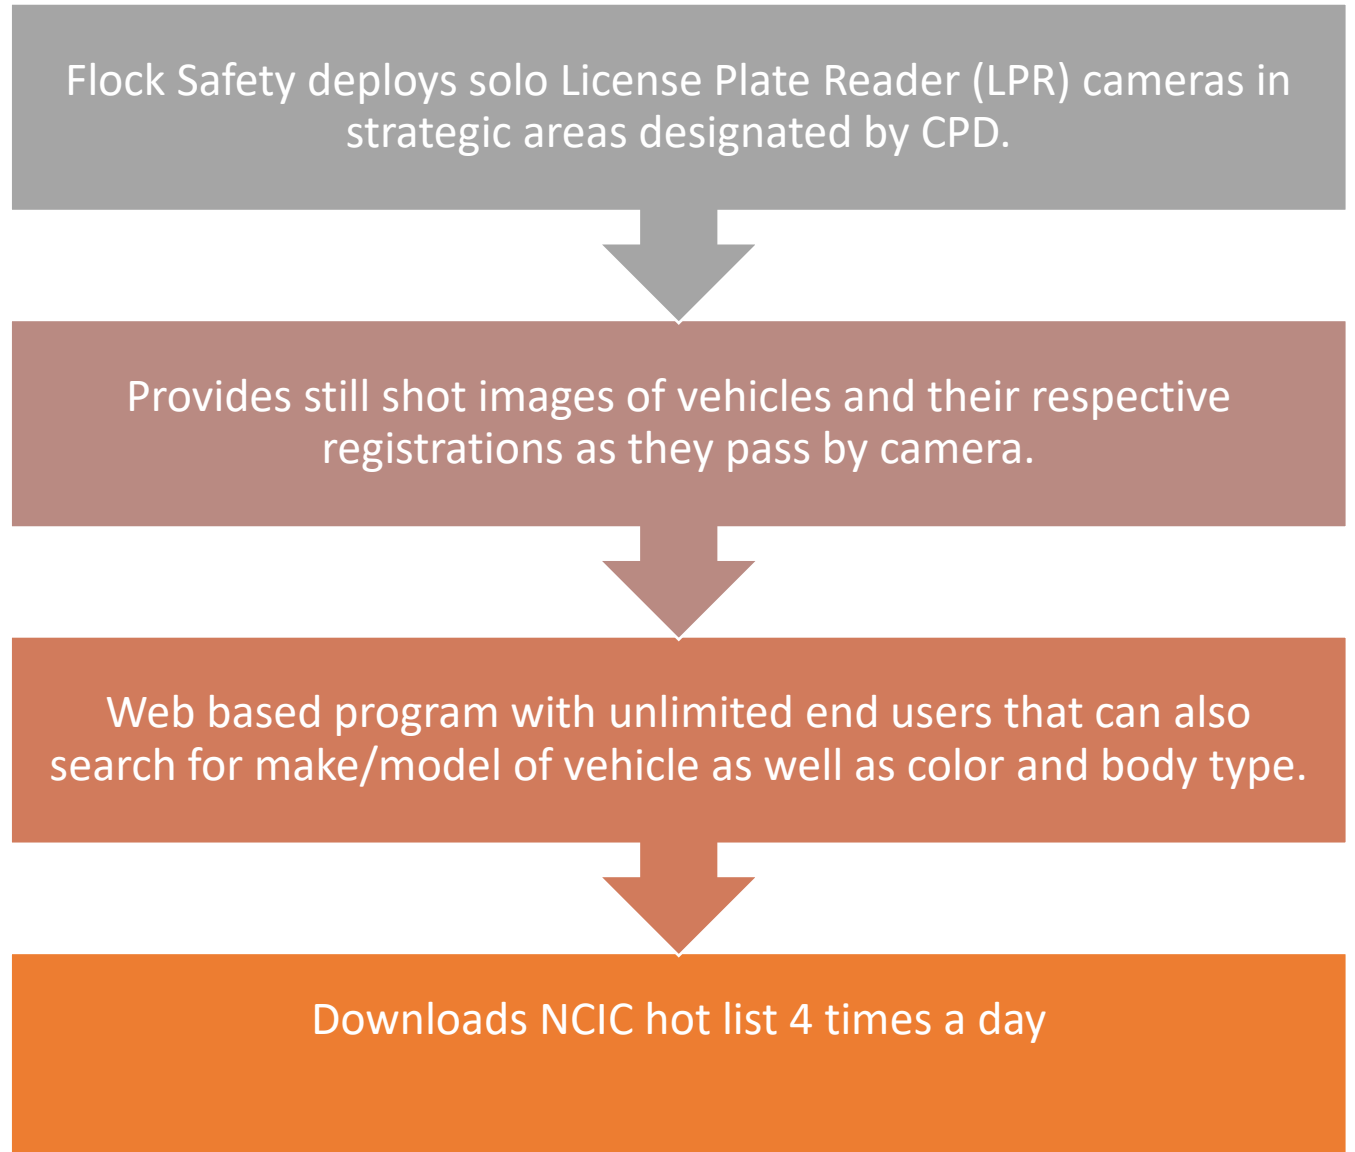 Flock Safety deploys solo License Plate Reader (LPR) cameras in
strategic areas designated by CPD.
Provides still shot images of vehicles and their respective
registrations as they pass by camera.
Web based program with unlimited end users that can also
search for make/model of vehicle as well as color and body type.
Downloads NCIC hot list 4 times a day